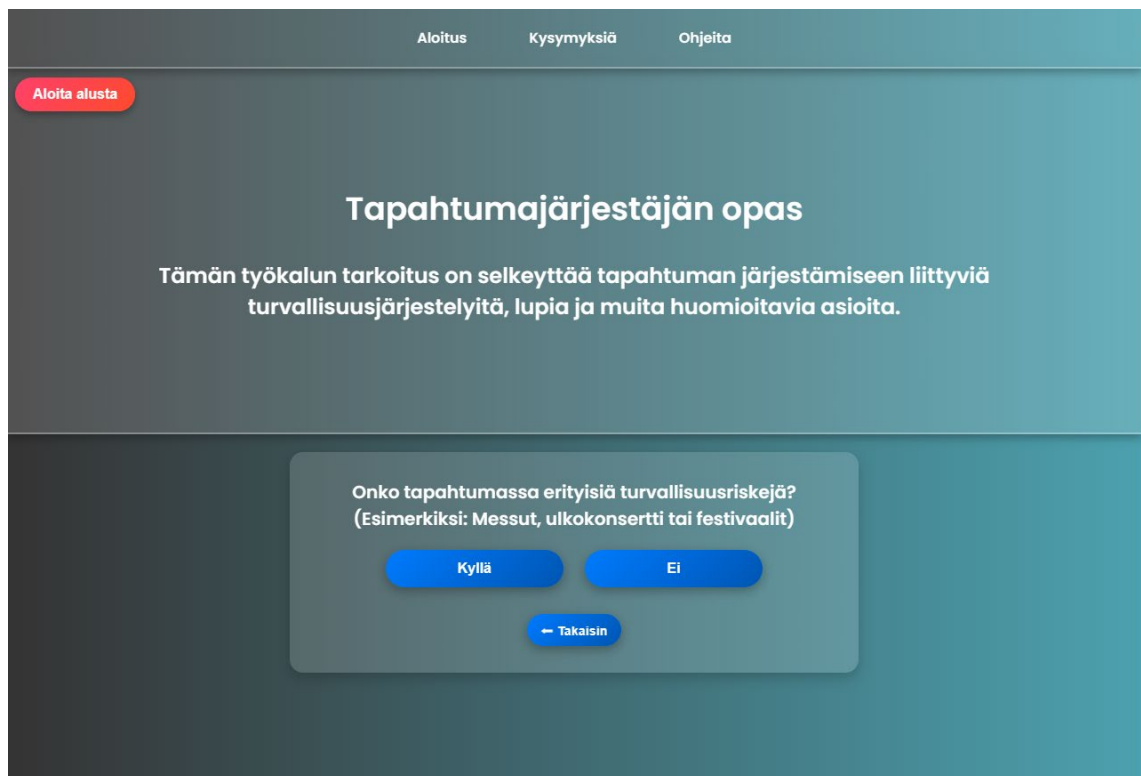 Aloitus Kysymyksiä Ohjeita
Aloita alusta
Tapahtumajärjestäjän opas
Tämän työkalun tarkoitus on selkeyttää tapahtuman järjestämiseen liittyviä
turvallisuusjärjestelyitä, lupia ja muita huomioitavia asioita.
Onko tapahtumassa erityisiä turvallisuusriskejä?
(Esimerkiksi: Messut, ulkokonsertti tai festivaalit)
Kyllä Ei
← Takaisin